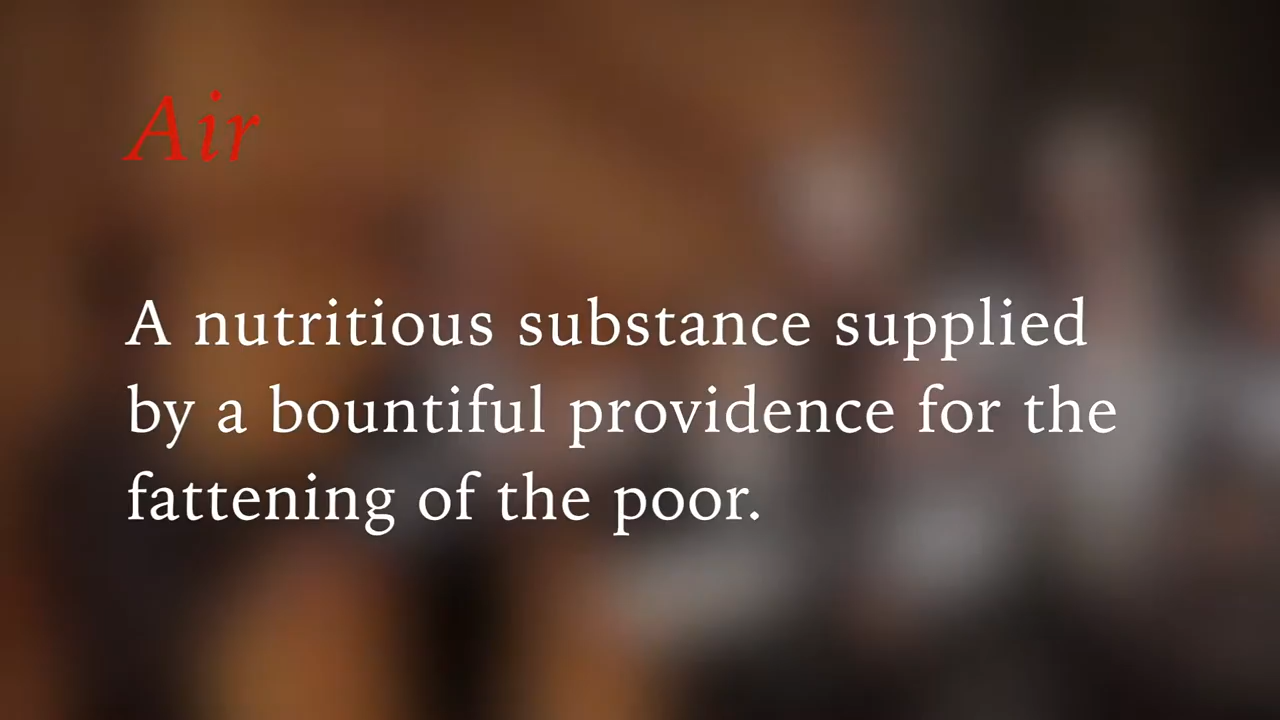 Air
A nutritious substance supplied
by a bountiful providence for the
fattening of the poor.